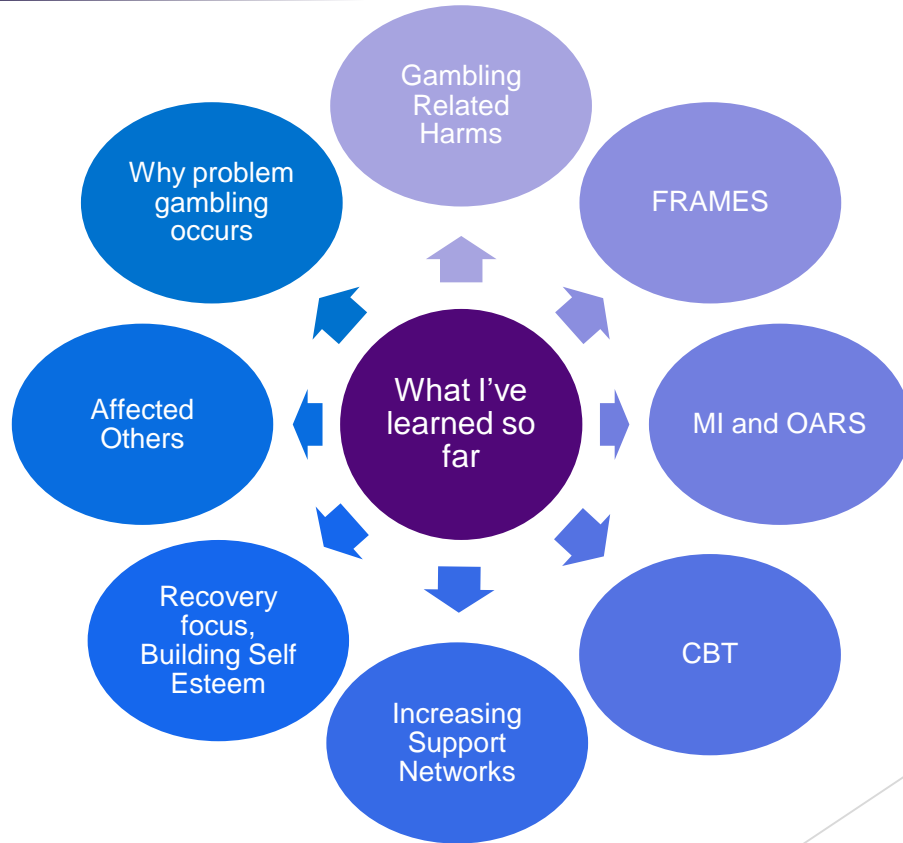 Gambling
Related
Harms
FRAMES
MI and OARS
CBT
Increasing
Support
Networks
Recovery
focus,
Building Self
Esteem
Affected
Others
Why problem
gambling
occurs
What I’ve
learned so
far